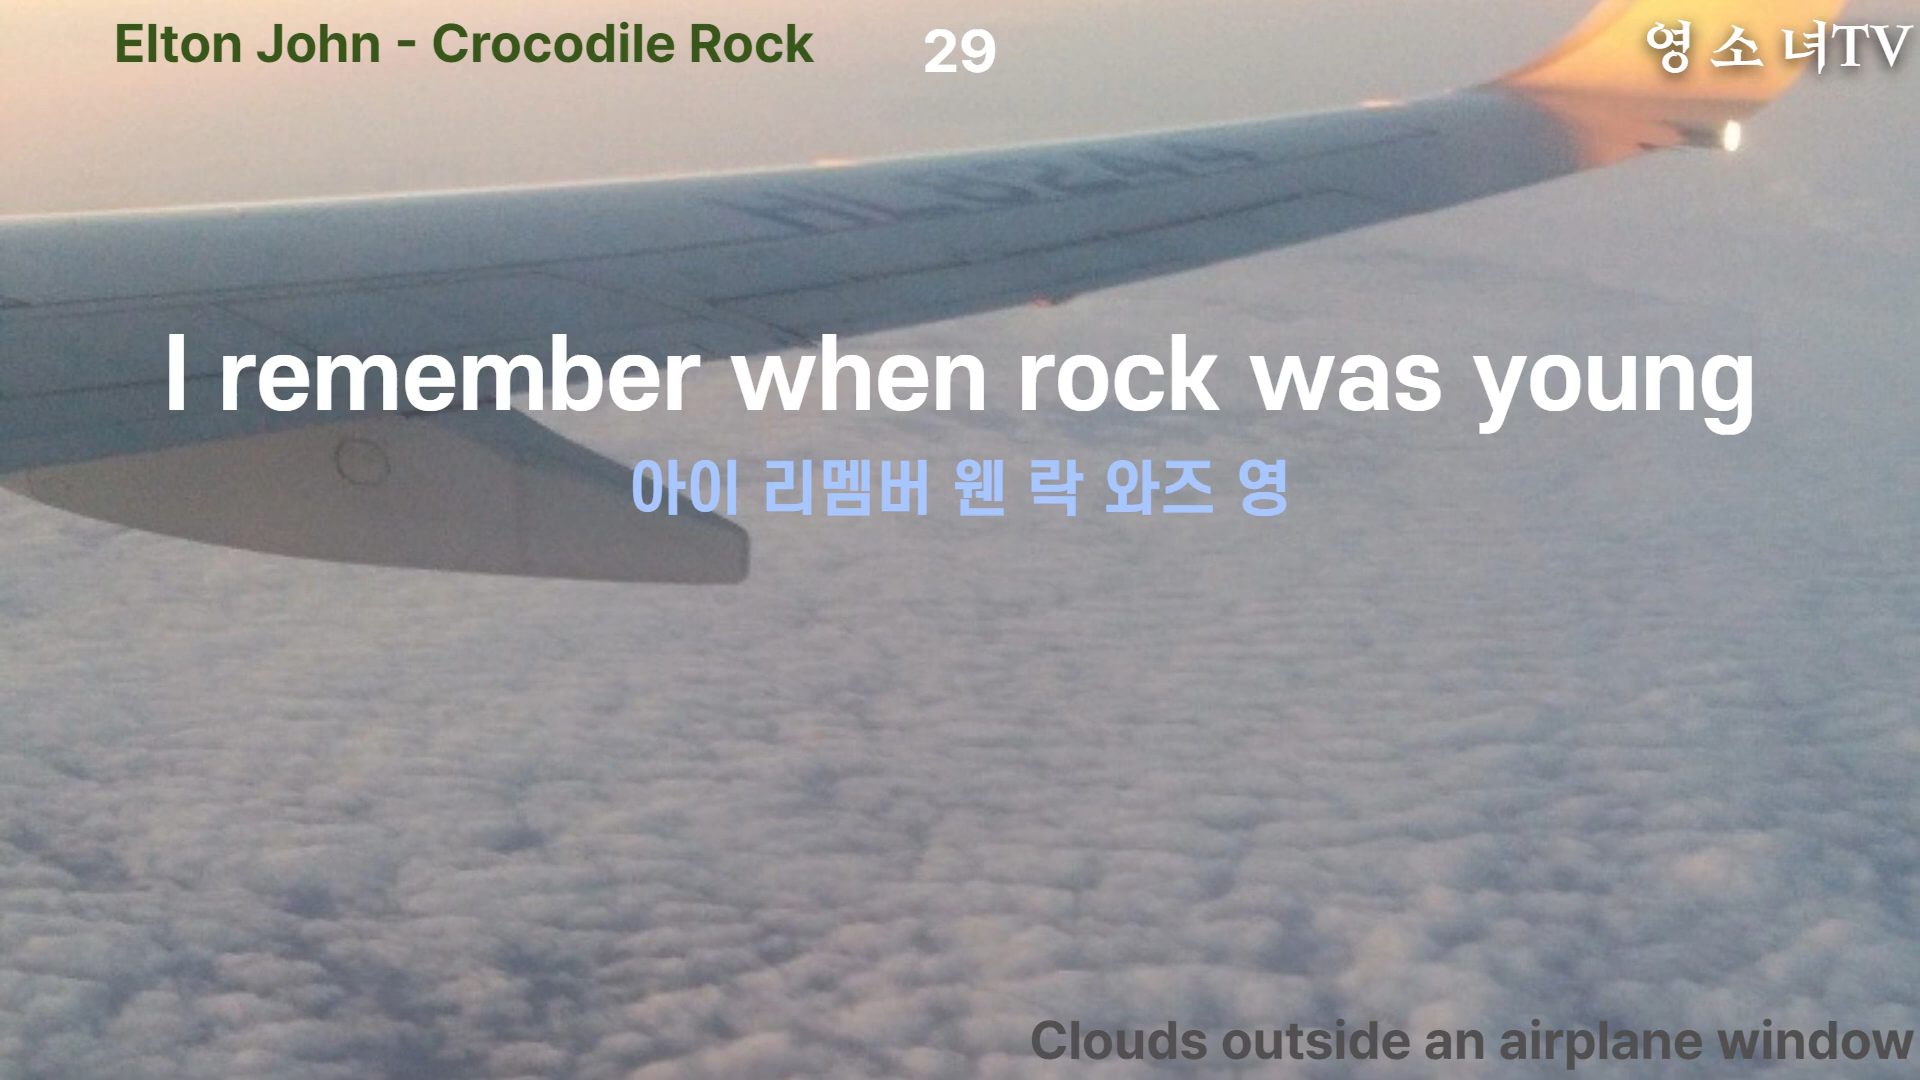 Elton John - Crocodile Rock
29
영 소 녀TV
I remember when rock was young
아이 리멤버 웬 락 와즈 영
Clouds outside an airplane window